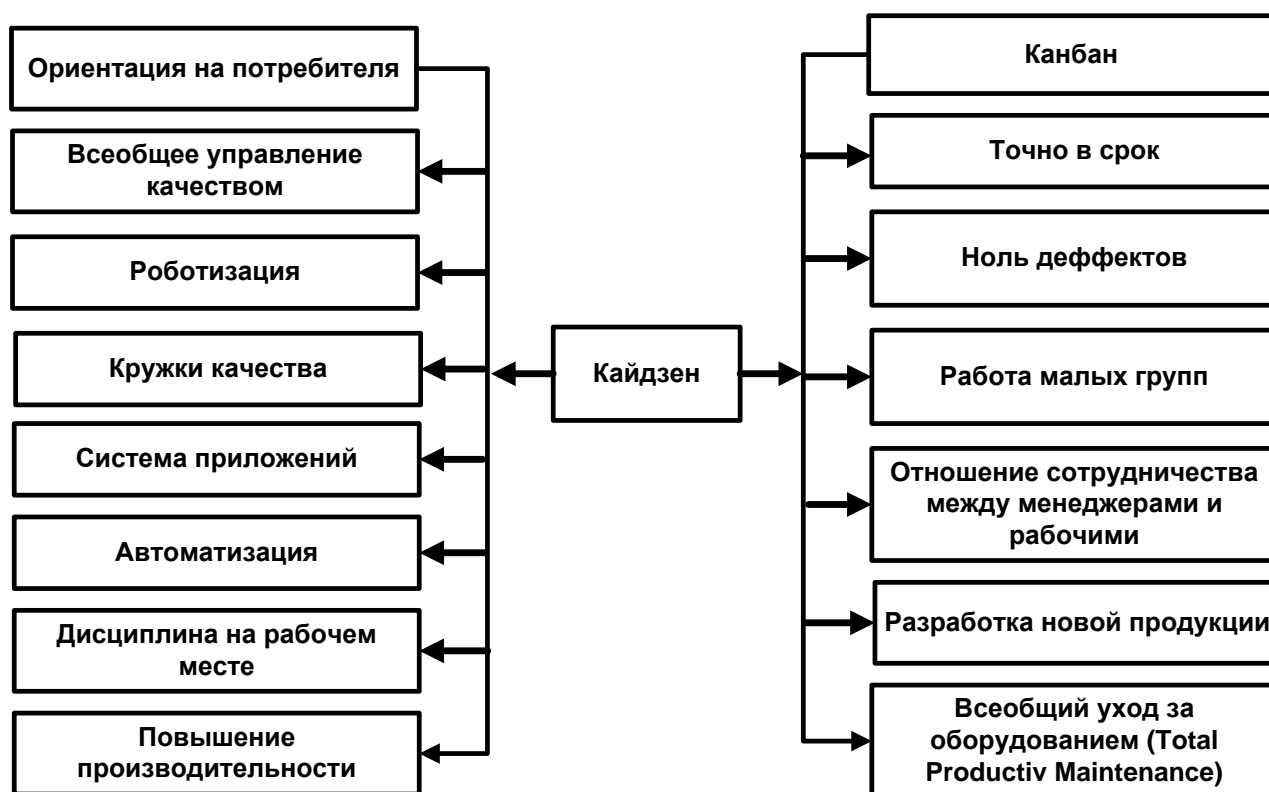 Ориентация на потребителя
Всеобщее управление
качеством
Роботизация
Кружки качества
Система приложений
Автоматизация
Дисциплина на рабочем
месте
Повышение
производительности
Кайдзен
Канбан
Точно в срок
Ноль деффектов
Работа малых групп
Отношение сотрудничества
между менеджерами и
рабочими
Разработка новой продукции
Всеобщий уход за
оборудованием (Total
Productiv Maintenance)